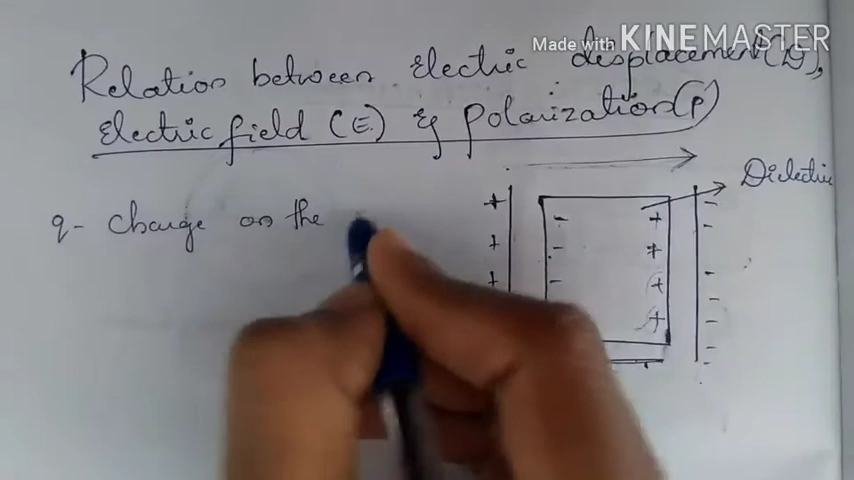 Made with KINEMASTER
Relation between Electric displacement (D),
Electric field (E) & Polarization (P)
Dielectric
q- Charge on the